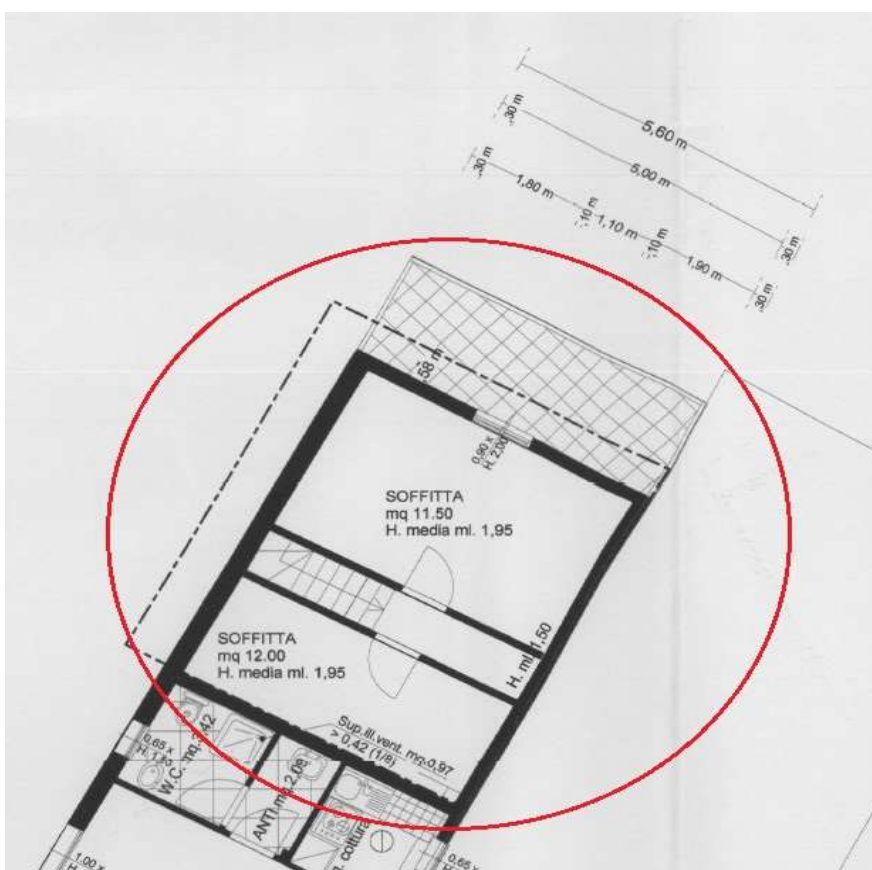 5,60 m
,30 m
5,00 m
,30 m
,30 m
1,80 m
,10 m
1,10 m
,10 m
1,90 m
,30 m
,58 m
0,90 x
H. 2,00
SOFFITTA
mq 11.50
H. media ml. 1,95
SOFFITTA
mq 12.00
H. media ml. 1,95
H. ml. 1,50
Sup.ill.vent. mq.0,97
> 0,42 (1/8)
0,65 x
W.C. mq.
ANTI mq.2,08
cottura
1,00 x
0,65